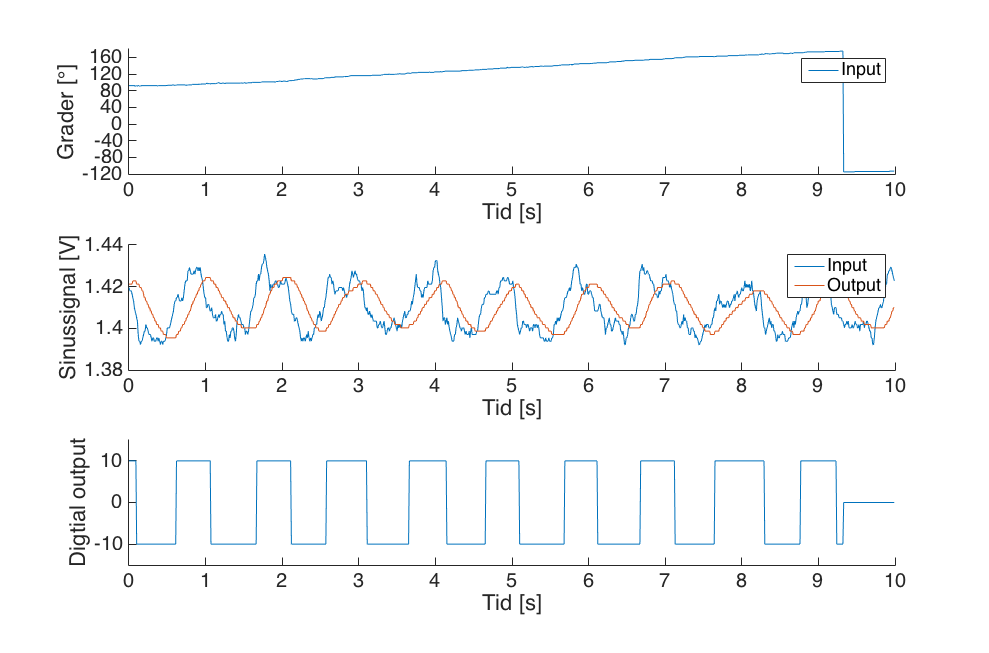 Grader [°]
160
120
80
40
0
-40
-80
-120
Input
0 1 2 3 4 5 6 7 8 9 10
Tid [s]
Sinussignal [V]
1.44
1.42
1.4
1.38
Input
Output
0 1 2 3 4 5 6 7 8 9 10
Tid [s]
Digtial output
10
0
-10
0 1 2 3 4 5 6 7 8 9 10
Tid [s]